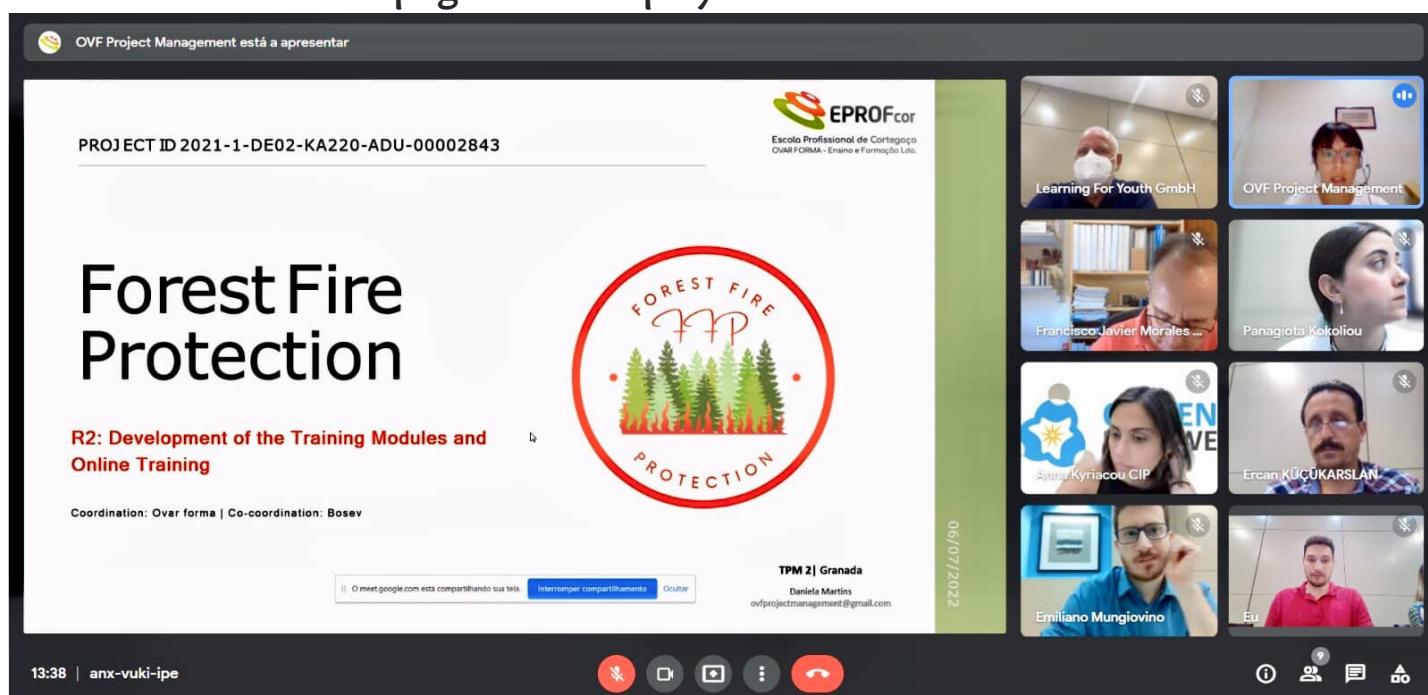 OVF Project Management está a apresentar
PROJECT ID 2021-1-DE02-KA220-ADU-00002843
EPROFcor
Escola Profissional de Cortegaça
OVAR FORMA - Ensino e Formação Lda.
Forest Fire
Protection
R2: Development of the Training Modules and
Online Training
Coordination: Ovar forma | Co-coordination: Bosev
FOREST FIRE
FFP
PROTECTION
TPM 2| Granada
Daniela Martins
ovfprojectmanagement@gmail.com
06/07/2022
O meet.google.com está compartilhando sua tela.
Interromper compartilhamento
Ocultar
Learning For Youth GmbH
OVF Project Management
Francisco Javier Morales ...
Panagiota Kokoliou
Anna Kyriacou CIP
Ercan KÜÇÜKARSLAN
Emiliano Mungiovino
Eu
13:38 | anx-vuki-ipe
9